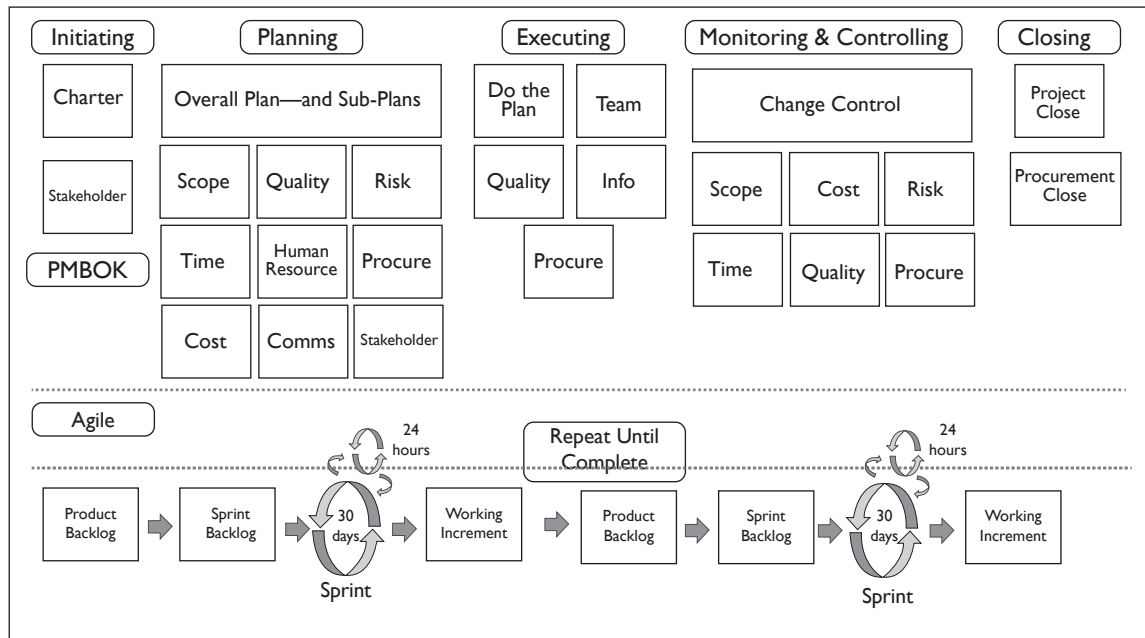 Initiating
Planning
Executing
Monitoring & Controlling
Closing
Charter
Overall Plan—and Sub-Plans
Do the
Plan
Team
Change Control
Project
Close
Stakeholder
Scope
Quality
Risk
Quality
Info
Scope
Cost
Risk
Procurement
Close
PMBOK
Time
Human
Resource
Procure
Procure
Time
Quality
Procure
Cost
Comms
Stakeholder
Agile
24
hours
Repeat Until
Complete
24
hours
Product
Backlog
Sprint
Backlog
30
days
Sprint
Working
Increment
Product
Backlog
Sprint
Backlog
30
days
Sprint
Working
Increment